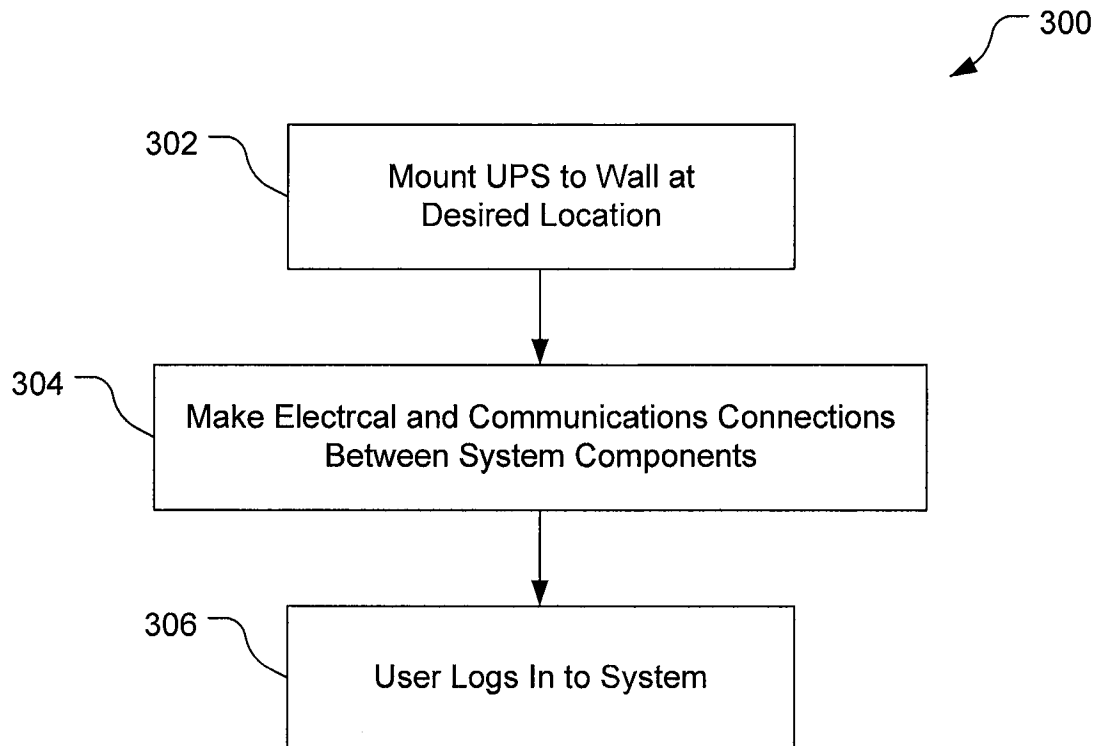 300
302
Mount UPS to Wall at
Desired Location
304
Make Electrcal and Communications Connections
Between System Components
306
User Logs In to System